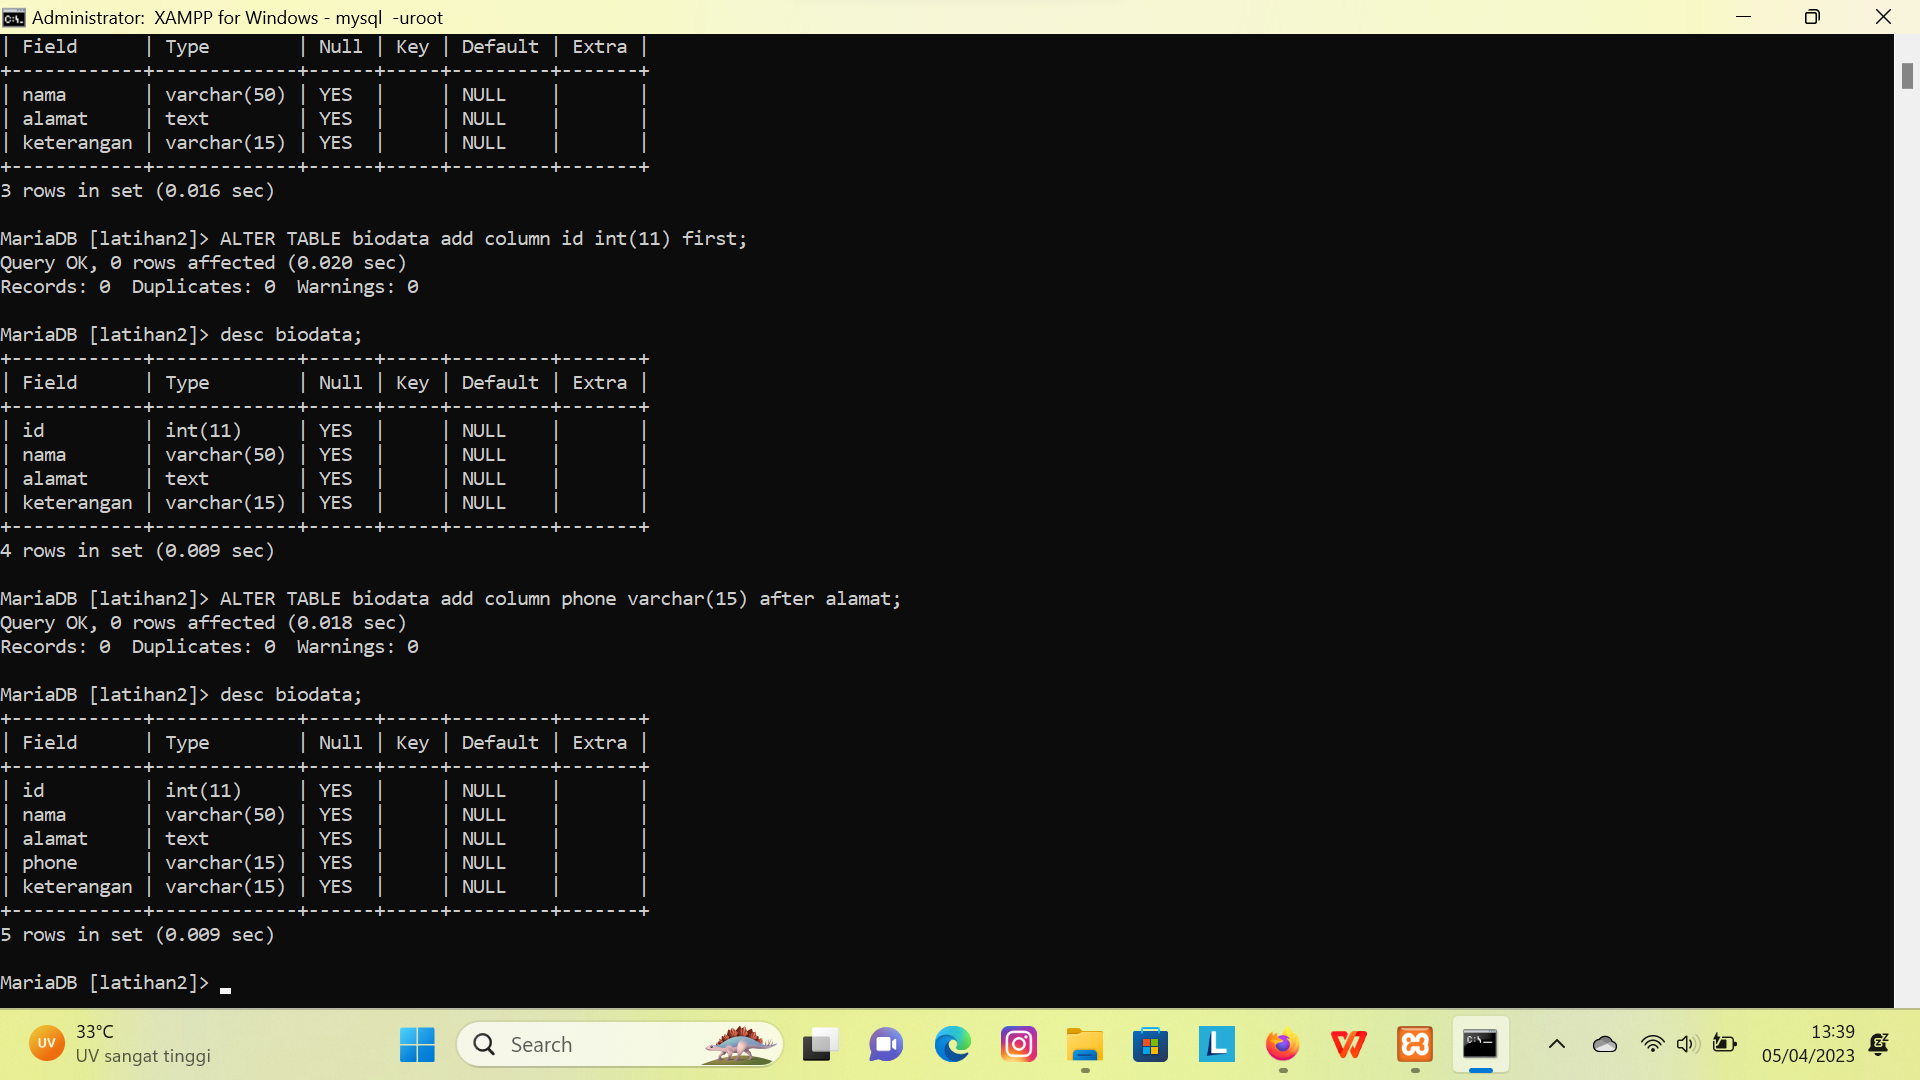 Administrator:  XAMPP for Windows - mysql  -uroot
| Field      | Type        | Null | Key | Default | Extra |
+------------+-------------+------+-----+---------+-------+
| nama       | varchar(50) | YES  |     | NULL    |       |
| alamat     | text        | YES  |     | NULL    |       |
| keterangan | varchar(15) | YES  |     | NULL    |       |
+------------+-------------+------+-----+---------+-------+
3 rows in set (0.016 sec)

MariaDB [latihan2]> ALTER TABLE biodata add column id int(11) first;
Query OK, 0 rows affected (0.020 sec)
Records: 0  Duplicates: 0  Warnings: 0

MariaDB [latihan2]> desc biodata;
+------------+-------------+------+-----+---------+-------+
| Field      | Type        | Null | Key | Default | Extra |
+------------+-------------+------+-----+---------+-------+
| id         | int(11)     | YES  |     | NULL    |       |
| nama       | varchar(50) | YES  |     | NULL    |       |
| alamat     | text        | YES  |     | NULL    |       |
| keterangan | varchar(15) | YES  |     | NULL    |       |
+------------+-------------+------+-----+---------+-------+
4 rows in set (0.009 sec)

MariaDB [latihan2]> ALTER TABLE biodata add column phone varchar(15) after alamat;
Query OK, 0 rows affected (0.018 sec)
Records: 0  Duplicates: 0  Warnings: 0

MariaDB [latihan2]> desc biodata;
+------------+-------------+------+-----+---------+-------+
| Field      | Type        | Null | Key | Default | Extra |
+------------+-------------+------+-----+---------+-------+
| id         | int(11)     | YES  |     | NULL    |       |
| nama       | varchar(50) | YES  |     | NULL    |       |
| alamat     | text        | YES  |     | NULL    |       |
| phone      | varchar(15) | YES  |     | NULL    |       |
| keterangan | varchar(15) | YES  |     | NULL    |       |
+------------+-------------+------+-----+---------+-------+
5 rows in set (0.009 sec)

MariaDB [latihan2]> _
UV
33°C
UV sangat tinggi
Search
13:39
05/04/2023